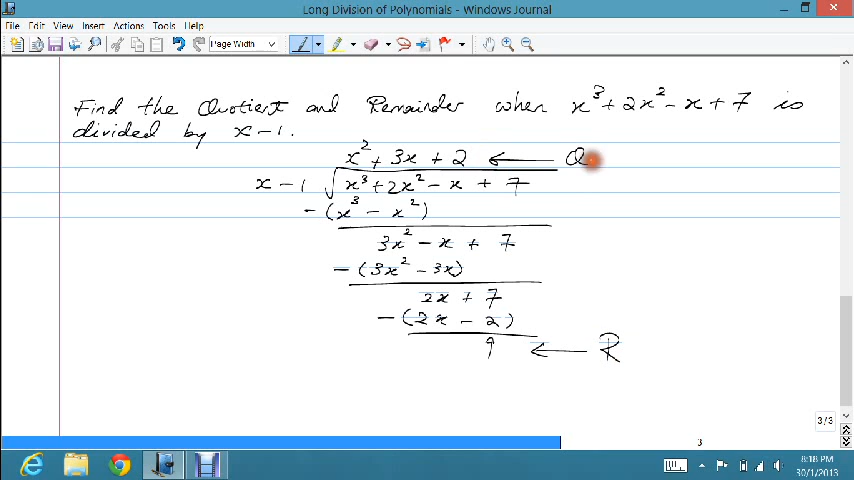 Long Division of Polynomials - Windows Journal
File Edit View Insert Actions Tools Help
Page Width
Find the Quotient and Remainder when x³ + 2x² - x + 7 is
divided by x - 1.
x² + 3x + 2 ← Q
x - 1 √x³ + 2x² - x + 7
- (x³ - x²)
3x² - x + 7
- (3x² - 3x)
2x + 7
- (2x - 2)
9 ← R
3/3
3
8:18 PM
30/1/2013